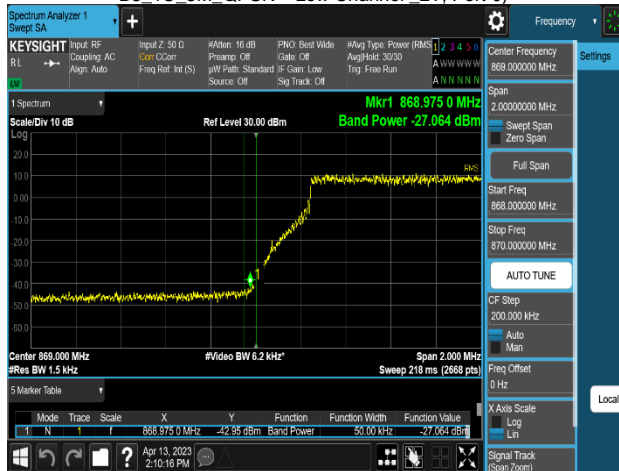 Spectrum Analyzer 1
Swept SA
+
Frequency
KEYSIGHT
Input: RF
Input Z: 50 Ω
#Atten: 16 dB
PNO: Best Wide
#Avg Type: Power (RMS
1 2 3 4 5 6
RL
Coupling: AC
Corr CCorr
Preamp: Off
Gate: Off
Avg|Hold: 30/30
A WWWWW
Align: Auto
Freq Ref: Int (S)
µW Path: Standard
IF Gain: Low
Trig: Free Run
Source: Off
Sig Track: Off
A N N N N N
1 Spectrum
Mkr1 868.975 0 MHz
Scale/Div 10 dB
Ref Level 30.00 dBm
Band Power -27.064 dBm
Log
RMS
20.0
10.0
0.00
-10.0
-20.0
-30.0
-40.0
-50.0
-60.0
Center 869.000 MHz
#Video BW 6.2 kHz*
Span 2.000 MHz
#Res BW 1.5 kHz
Sweep 218 ms (2668 pts)
5 Marker Table
Mode Trace Scale X Y Function Function Width Function Value
1 N 1 f 868.975 0 MHz -42.95 dBm Band Power 50.00 kHz -27.064 dBm
Apr 13, 2023
2:10:16 PM
Center Frequency
869.000000 MHz
Settings
Span
2.00000000 MHz
Swept Span
Zero Span
Full Span
Start Freq
868.000000 MHz
Stop Freq
870.000000 MHz
AUTO TUNE
CF Step
200.000 kHz
Auto
Man
Freq Offset
0 Hz
Local
X Axis Scale
Log
Lin
Signal Track
(Span Zoom)